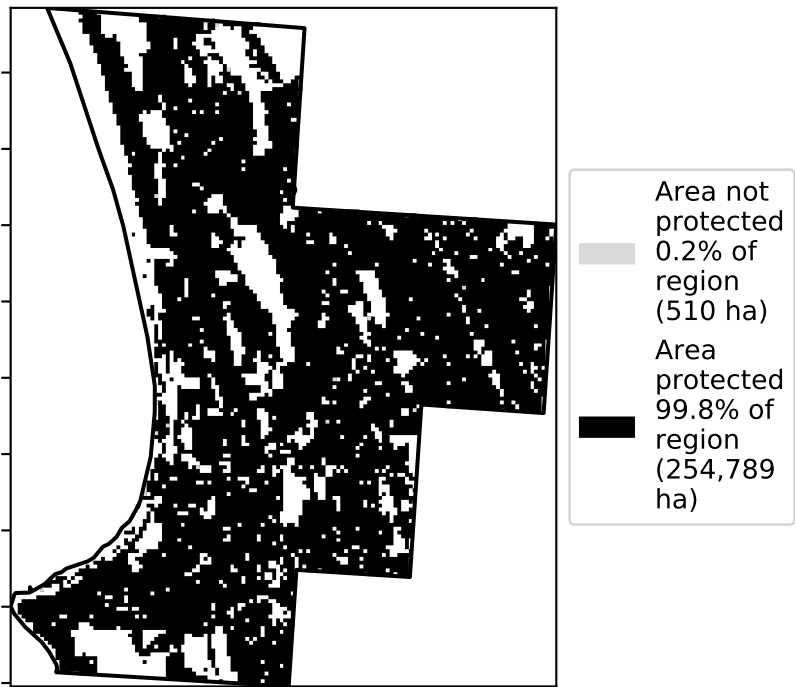 Area not
protected
0.2% of
region
(510 ha)
Area
protected
99.8% of
region
(254,789
ha)